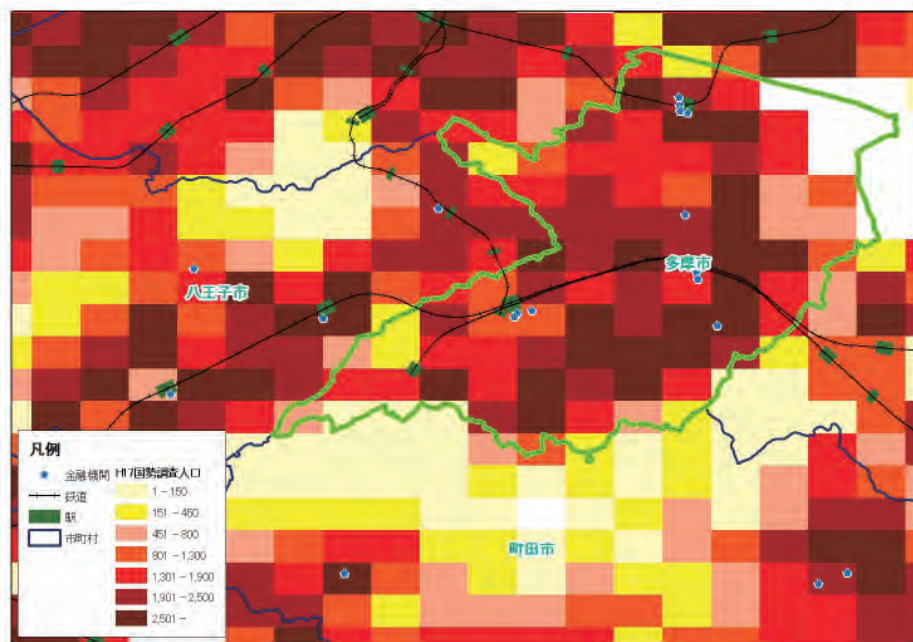 八王子市
多摩市
町田市
凡例
金融機関
鉄道
駅
市町村
H17国勢調査人口
1 - 150
151 - 450
451 - 800
801 - 1,300
1,301 - 1,900
1,901 - 2,500
2,501 -